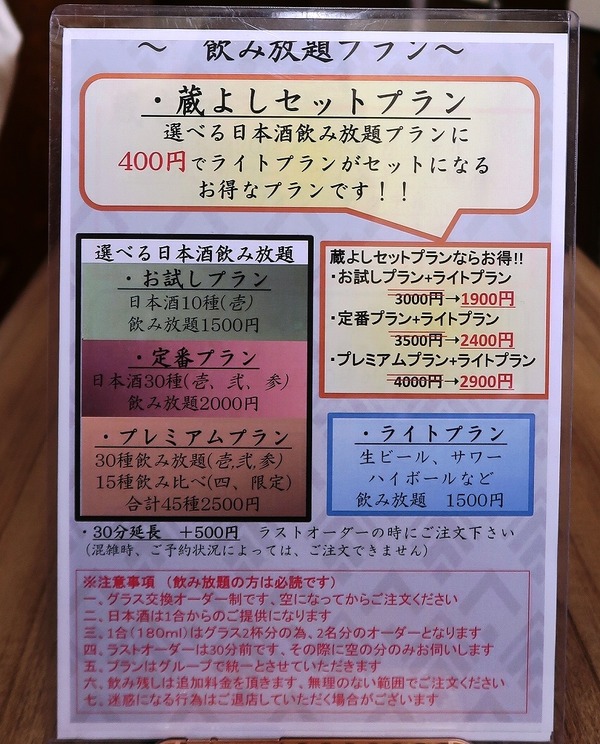 ～ 飲み放題プラン～
・蔵よしセットプラン
選べる日本酒飲み放題プランに
400円でライトプランがセットになる
お得なプランです！！
選べる日本酒飲み放題
・お試しプラン
日本酒10種(壱)
飲み放題1500円
・定番プラン
日本酒30種(壱、弐、参)
飲み放題2000円
・プレミアムプラン
30種飲み放題(壱,弐,参)
15種飲み比べ(四、限定)
合計45種2500円
蔵よしセットプランならお得!!
・お試しプラン+ライトプラン
3000円→1900円
・定番プラン+ライトプラン
3500円→2400円
・プレミアムプラン+ライトプラン
4000円→2900円
・ライトプラン
生ビール、サワー
ハイボールなど
飲み放題 1500円
・30分延長 +500円 ラストオーダーの時にご注文下さい
(混雑時、ご予約状況によっては、ご注文できません)
※注意事項 (飲み放題の方は必読です)
一、グラス交換オーダー制です、空になってからご注文ください
二、日本酒は1合からのご提供になります
三、1合(180ml)はグラス2杯分の為、2名分のオーダーとなります
四、ラストオーダーは30分前です、その際に空の分のみお伺いします
五、プランはグループで統一とさせていただきます
六、飲み残しは追加料金を頂きます、無理のない範囲でご注文ください
七、迷惑になる行為はご退店していただく場合がございます